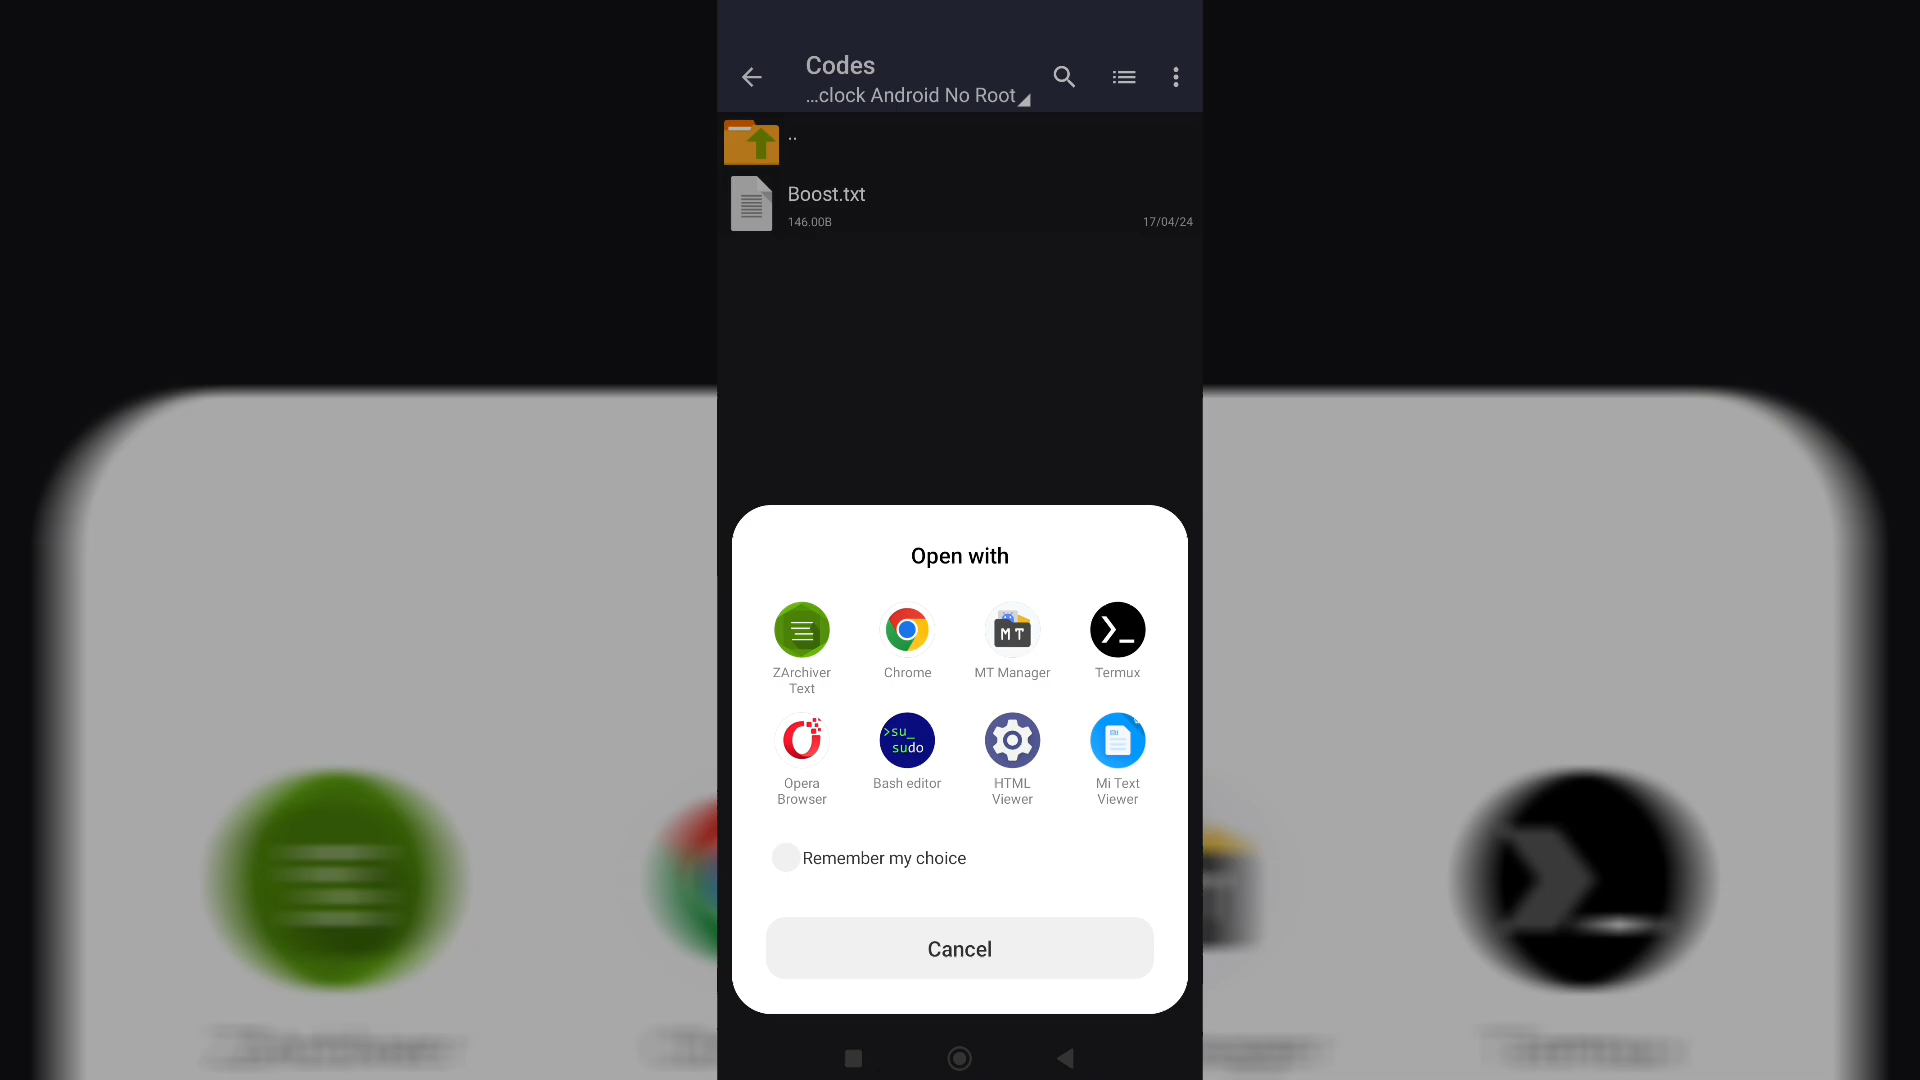 Codes
...clock Android No Root
..
Boost.txt
146.00B
17/04/24
Open with
ZArchiver
Text
Chrome
MT
MT Manager
Termux
Opera
Browser
>su_
sudo
Bash editor
HTML
Viewer
Mi Text
Viewer
Remember my choice
Cancel